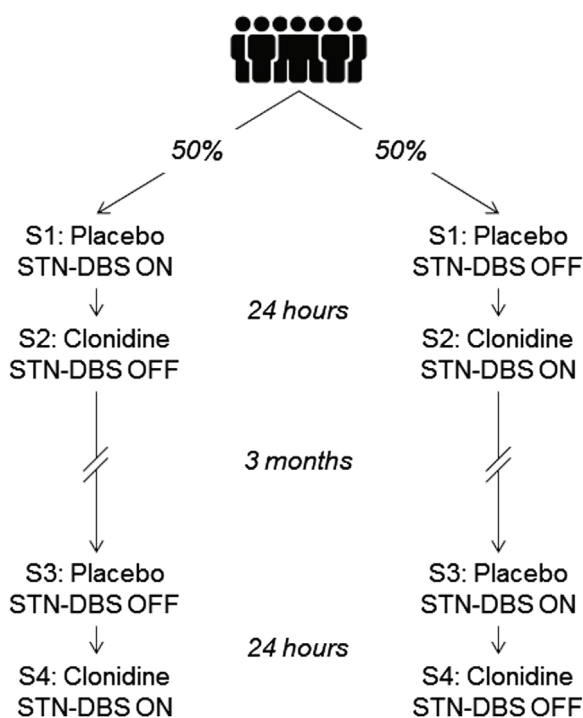 50%
50%
S1: Placebo
STN-DBS ON
S1: Placebo
STN-DBS OFF
24 hours
S2: Clonidine
STN-DBS OFF
S2: Clonidine
STN-DBS ON
3 months
S3: Placebo
STN-DBS OFF
S3: Placebo
STN-DBS ON
24 hours
S4: Clonidine
STN-DBS ON
S4: Clonidine
STN-DBS OFF